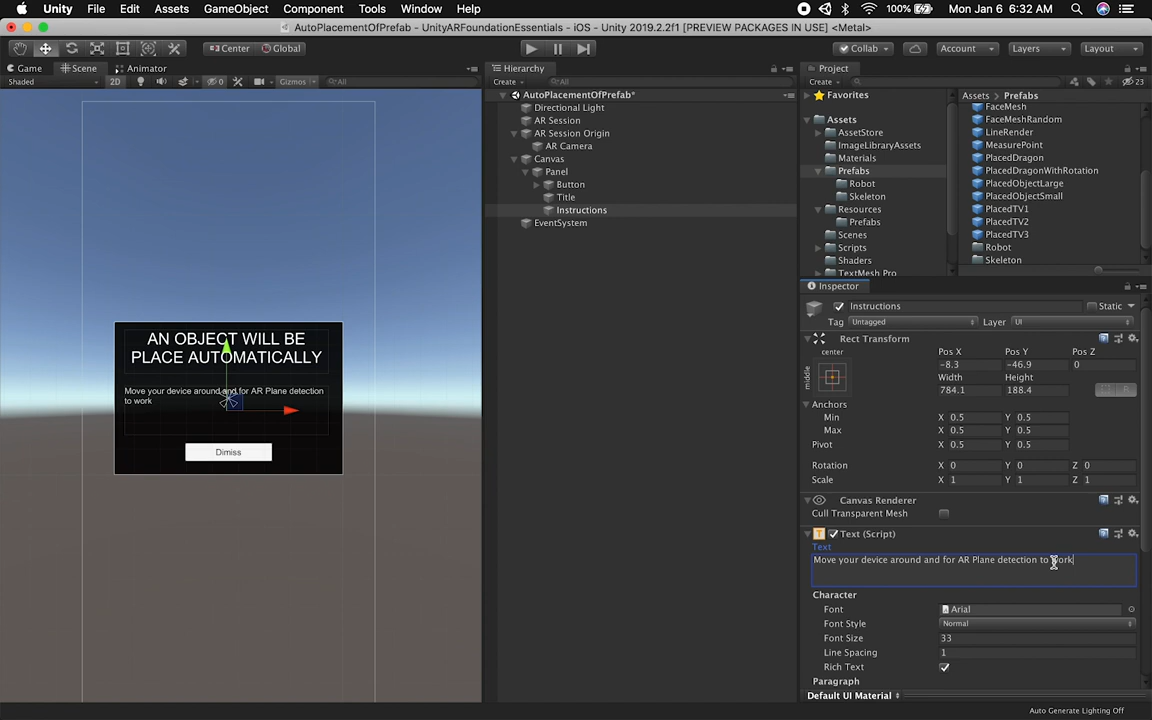 Unity File Edit Assets GameObject Component Tools Window Help 100% Mon Jan 6 6:32 AM
AutoPlacementOfPrefab - UnityARFoundationEssentials - iOS - Unity 2019.2.2f1 [PREVIEW PACKAGES IN USE] <Metal>
Center Global Collab Account Layers Layout
Game Scene Animator
Shaded 2D 0 Gizmos All
AN OBJECT WILL BE
PLACE AUTOMATICALLY
Move your device around and for AR Plane detection
to work
Dimiss
Hierarchy
Create All
AutoPlacementOfPrefab*
Directional Light
AR Session
AR Session Origin
AR Camera
Canvas
Panel
Button
Title
Instructions
EventSystem
Project
Create 23
Favorites
Assets
AssetStore
ImageLibraryAssets
Materials
Prefabs
Robot
Skeleton
Resources
Prefabs
Scenes
Scripts
Shaders
TextMesh Pro
Assets > Prefabs
FaceMesh
FaceMeshRandom
LineRender
MeasurePoint
PlacedDragon
PlacedDragonWithRotation
PlacedObjectLarge
PlacedObjectSmall
PlacedTV1
PlacedTV2
PlacedTV3
Robot
Skeleton
Inspector
Instructions Static
Tag Untagged Layer UI
Rect Transform
center
middle
Pos X Pos Y Pos Z
-8.3 -46.9 0
Width Height
784.1 188.4
R
Anchors
Min X 0.5 Y 0.5
Max X 0.5 Y 0.5
Pivot X 0.5 Y 0.5
Rotation X 0 Y 0 Z 0
Scale X 1 Y 1 Z 1
Canvas Renderer
Cull Transparent Mesh
T Text (Script)
Text
Move your device around and for AR Plane detection to work
Character
Font Arial
Font Style Normal
Font Size 33
Line Spacing 1
Rich Text
Paragraph
Default UI Material
Auto Generate Lighting Off